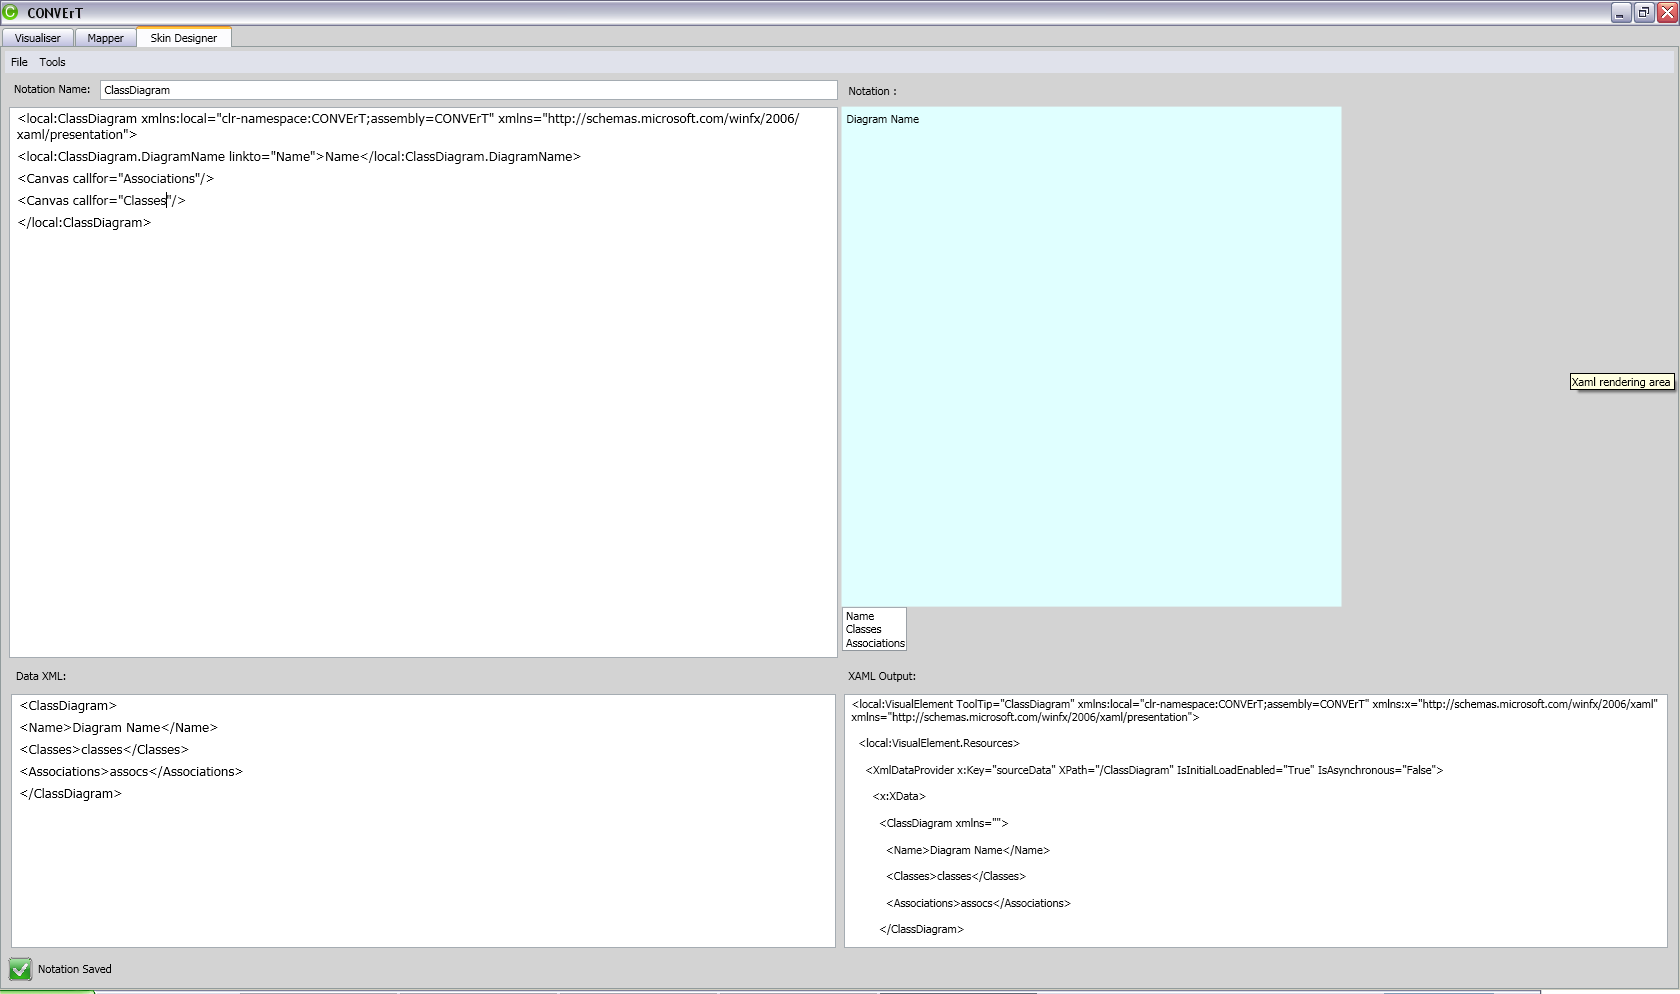 CONVErT
Visualiser
Mapper
Skin Designer
File
Tools
Notation Name:
ClassDiagram
<local:ClassDiagram xmlns:local="clr-namespace:CONVErT;assembly=CONVErT" xmlns="http://schemas.microsoft.com/winfx/2006/
xaml/presentation">
<local:ClassDiagram.DiagramName linkto="Name">Name</local:ClassDiagram.DiagramName>
<Canvas callfor="Associations"/>
<Canvas callfor="Classes"/>
</local:ClassDiagram>
Notation :
Diagram Name
Xaml rendering area
Name
Classes
Associations
Data XML:
<ClassDiagram>
<Name>Diagram Name</Name>
<Classes>classes</Classes>
<Associations>assocs</Associations>
</ClassDiagram>
XAML Output:
<local:VisualElement ToolTip="ClassDiagram" xmlns:local="clr-namespace:CONVErT;assembly=CONVErT" xmlns:x="http://schemas.microsoft.com/winfx/2006/xaml"
xmlns="http://schemas.microsoft.com/winfx/2006/xaml/presentation">
<local:VisualElement.Resources>
<XmlDataProvider x:Key="sourceData" XPath="/ClassDiagram" IsInitialLoadEnabled="True" IsAsynchronous="False">
<x:XData>
<ClassDiagram xmlns="">
<Name>Diagram Name</Name>
<Classes>classes</Classes>
<Associations>assocs</Associations>
</ClassDiagram>
Notation Saved